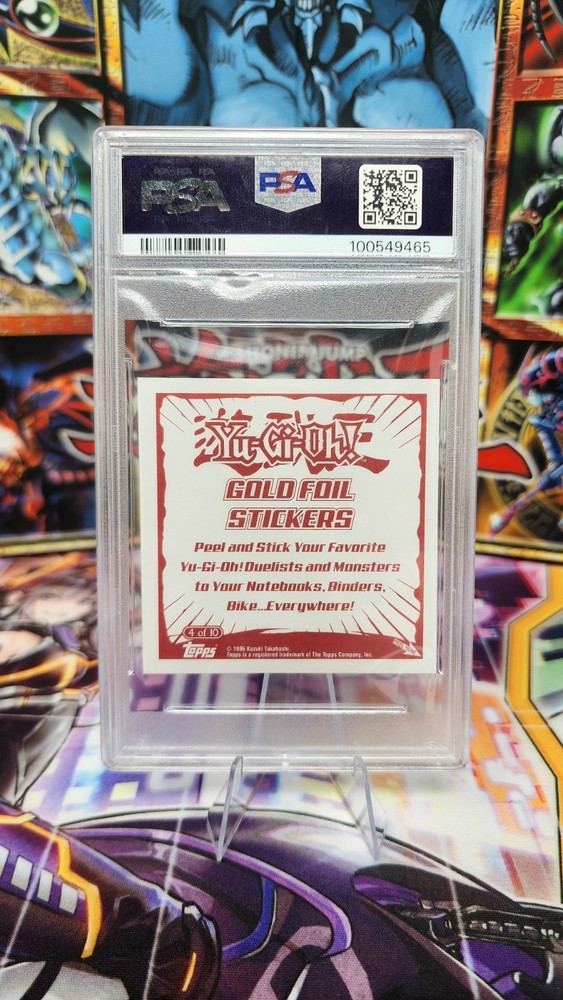 PSA
PSA
100549465
SHONEN JUMP
Yu-Gi-Oh!
GOLD FOIL
STICKERS
Peel and Stick Your Favorite
Yu-Gi-Oh! Duelists and Monsters
to Your Notebooks, Binders,
Bike...Everywhere!
4 of 10
Topps
© 1996 Kazuki Takahashi.
Topps is a registered trademark of The Topps Company, Inc.